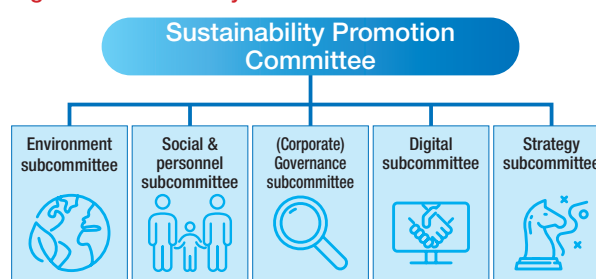 Sustainability Promotion
Committee
Environment
subcommittee
Social &
personnel
subcommittee
(Corporate)
Governance
subcommittee
Digital
subcommittee
Strategy
subcommittee